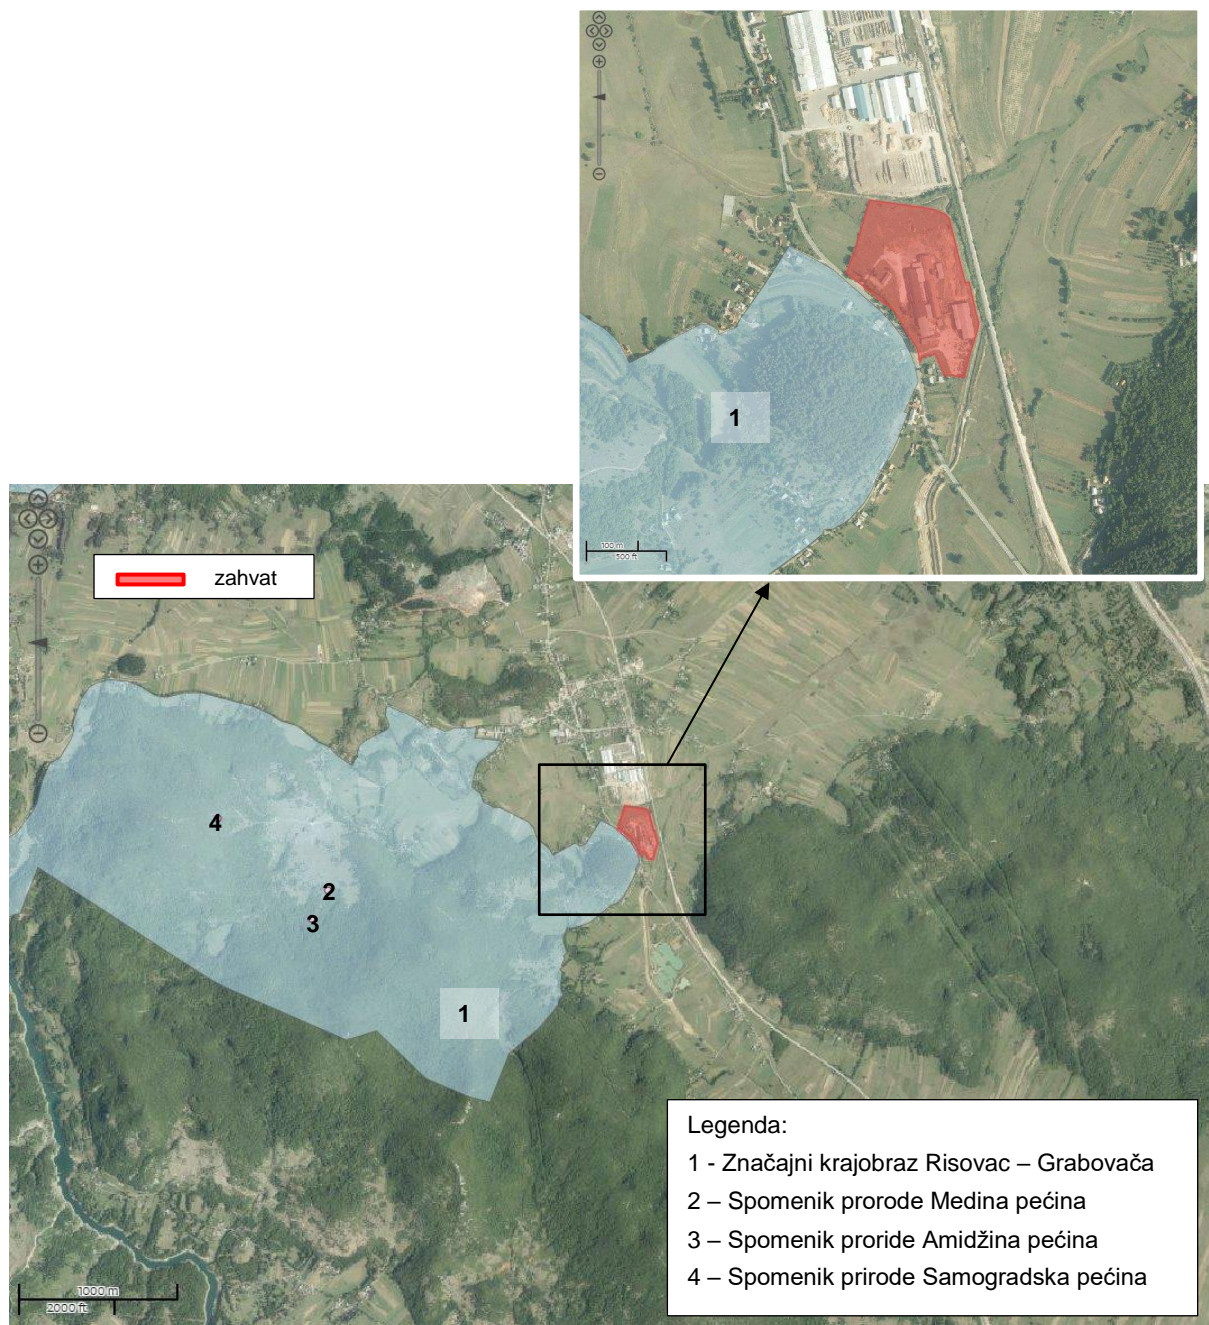 1
100 m
500 ft
zahvat
4
2
3
1
1000 m
2000 ft
Legenda:
1 - Značajni krajobraz Risovac – Grabovača
2 – Spomenik prorode Medina pećina
3 – Spomenik proride Amidžina pećina
4 – Spomenik prirode Samogradska pećina